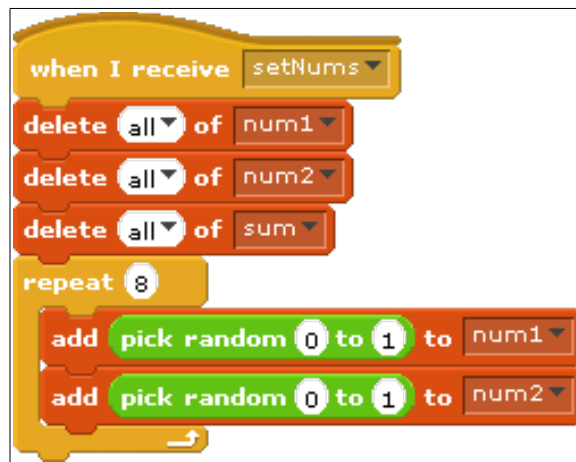 when I receive setNums
delete all of num1
delete all of num2
delete all of sum
repeat 8
add pick random 0 to 1 to num1
add pick random 0 to 1 to num2